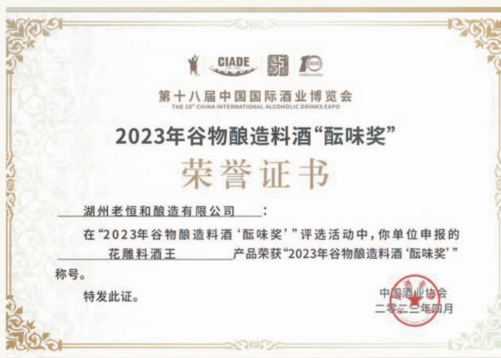 CIADE
第十八届中国国际酒业博览会
THE 18th CHINA INTERNATIONAL ALCOHOLIC DRINKS EXPO
2023年谷物酿造料酒“酝味奖”
荣誉证书
湖州老恒和酿造有限公司：
在“2023年谷物酿造料酒‘酝味奖’”评选活动中，你单位申报的
花雕料酒王 产品荣获“2023年谷物酿造料酒‘酝味奖’”
称号。
特发此证。
中国酒业协会
二零二三年四月